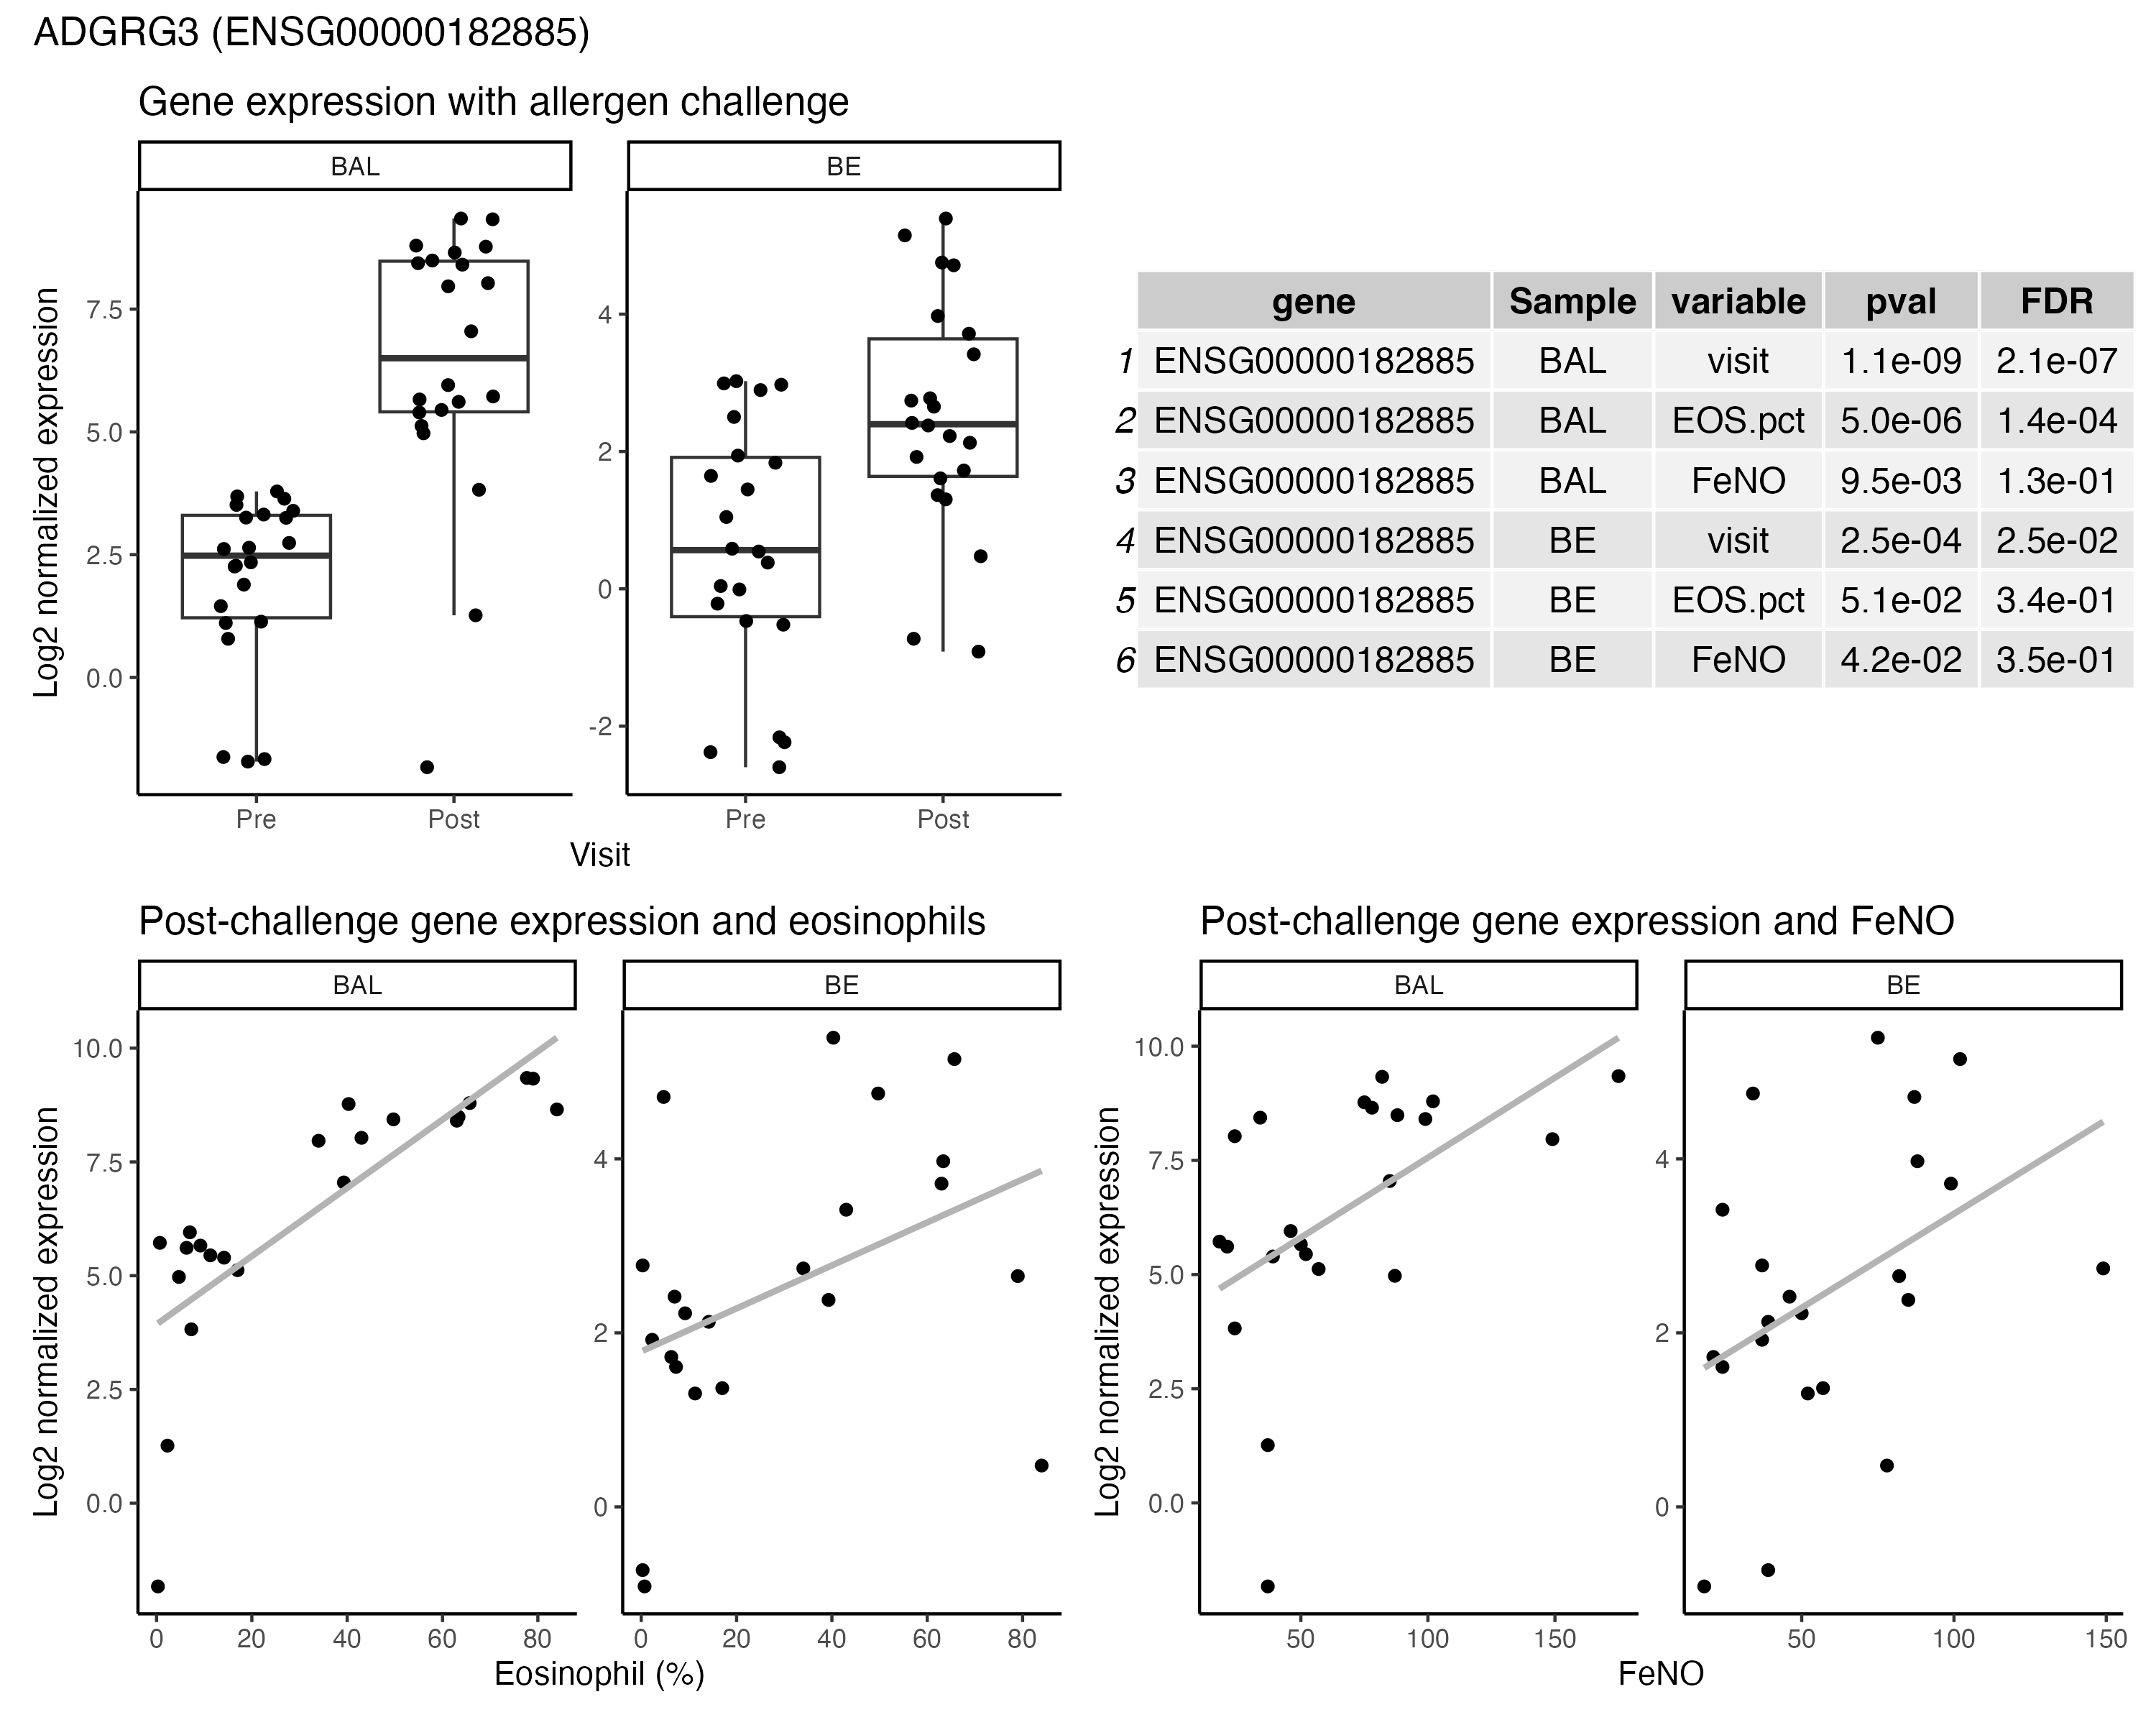 ADGRG3 (ENSG00000182885)
Gene expression with allergen challenge
BAL
BE
Log2 normalized expression
7.5
5.0
2.5
0.0
4
2
0
-2
Pre
Post
Pre
Post
Visit
gene Sample variable pval FDR
1 ENSG00000182885 BAL visit 1.1e-09 2.1e-07
2 ENSG00000182885 BAL EOS.pct 5.0e-06 1.4e-04
3 ENSG00000182885 BAL FeNO 9.5e-03 1.3e-01
4 ENSG00000182885 BE visit 2.5e-04 2.5e-02
5 ENSG00000182885 BE EOS.pct 5.1e-02 3.4e-01
6 ENSG00000182885 BE FeNO 4.2e-02 3.5e-01
Post-challenge gene expression and eosinophils
BAL
BE
Log2 normalized expression
10.0
7.5
5.0
2.5
0.0
4
2
0
0 20 40 60 80
0 20 40 60 80
Eosinophil (%)
Post-challenge gene expression and FeNO
BAL
BE
Log2 normalized expression
10.0
7.5
5.0
2.5
0.0
4
2
0
50 100 150
50 100 150
FeNO